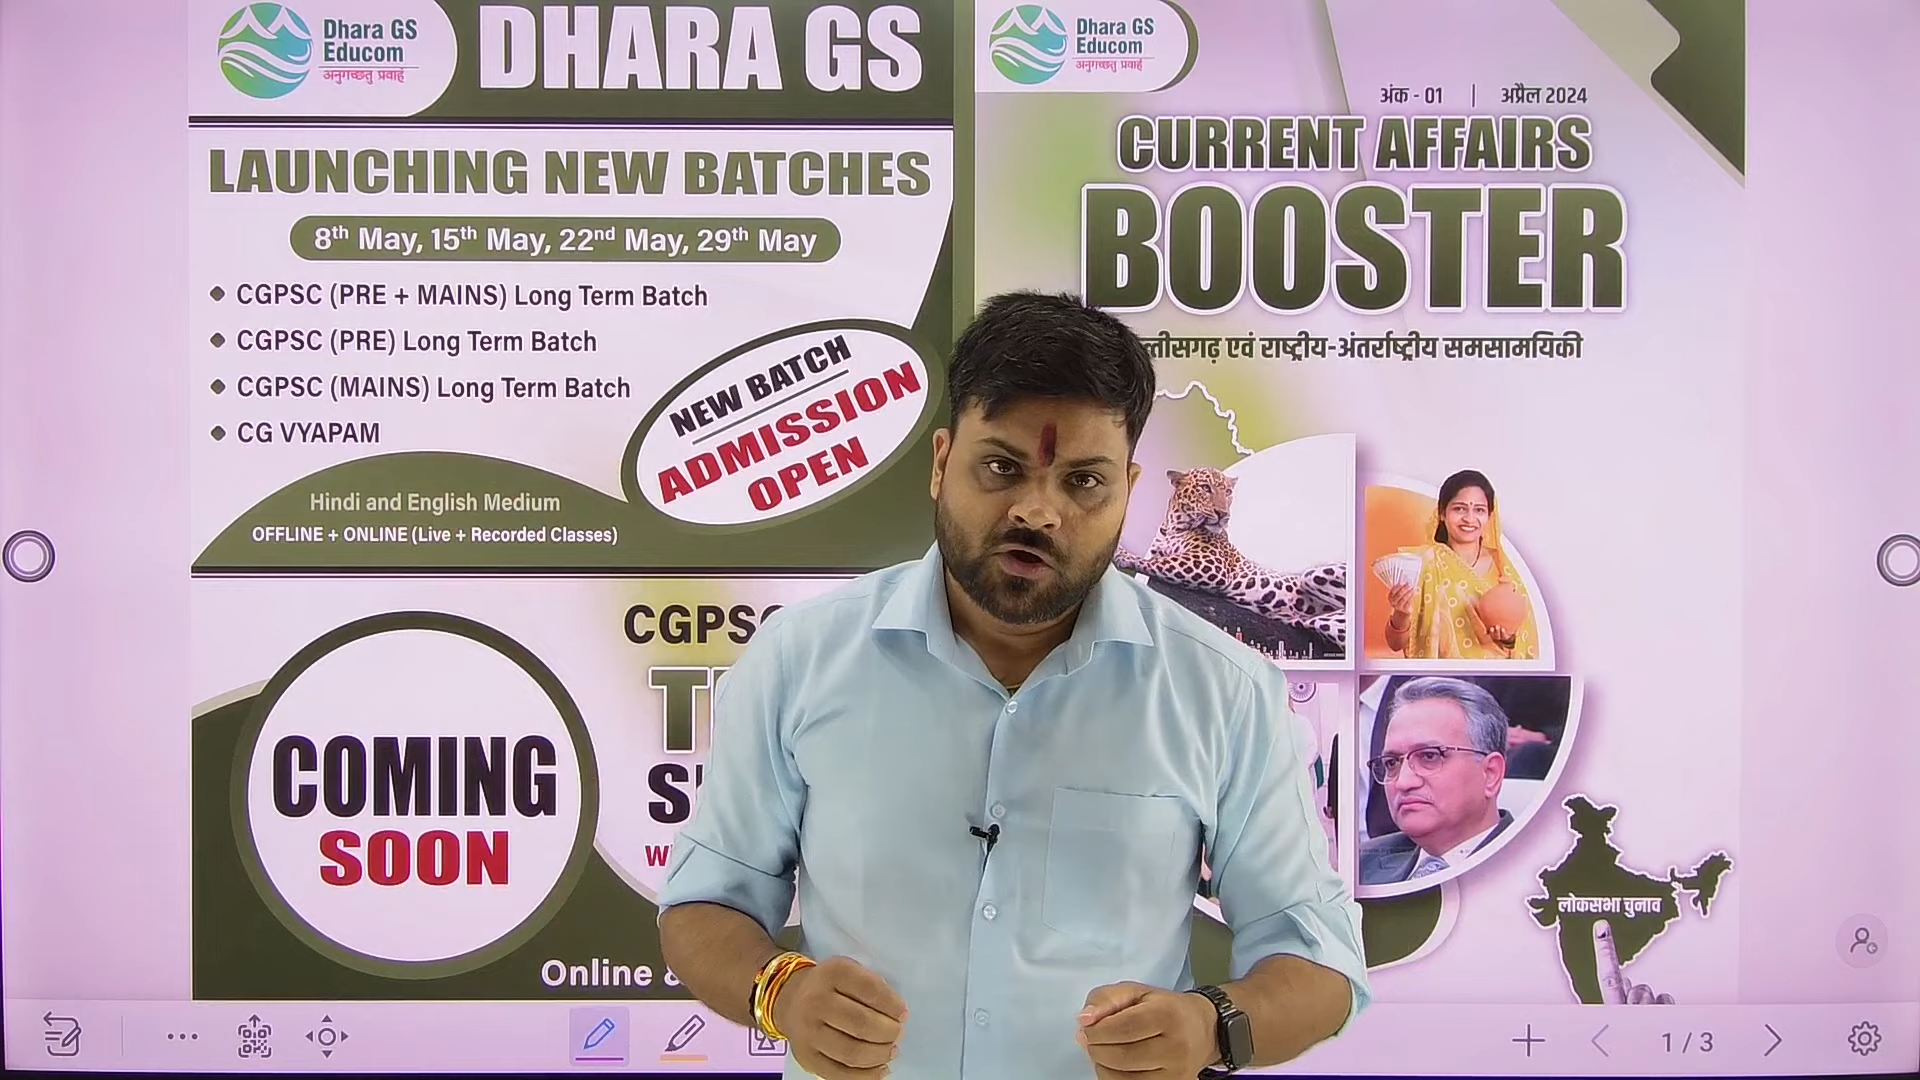 Dhara GS
Educom
अनुगच्छतु प्रवाहं
DHARA GS
LAUNCHING NEW BATCHES
8th May, 15th May, 22nd May, 29th May
CGPSC (PRE + MAINS) Long Term Batch
CGPSC (PRE) Long Term Batch
CGPSC (MAINS) Long Term Batch
CG VYAPAM
NEW BATCH
ADMISSION
OPEN
Hindi and English Medium
OFFLINE + ONLINE (Live + Recorded Classes)
COMING
SOON
CGPS
Online &
Dhara GS
Educom
अनुगच्छतु प्रवाहं
अंक - 01 | अप्रैल 2024
CURRENT AFFAIRS
BOOSTER
एवं राष्ट्रीय-अंतर्राष्ट्रीय समसामयिकी
लोकसभा चुनाव
1 / 3